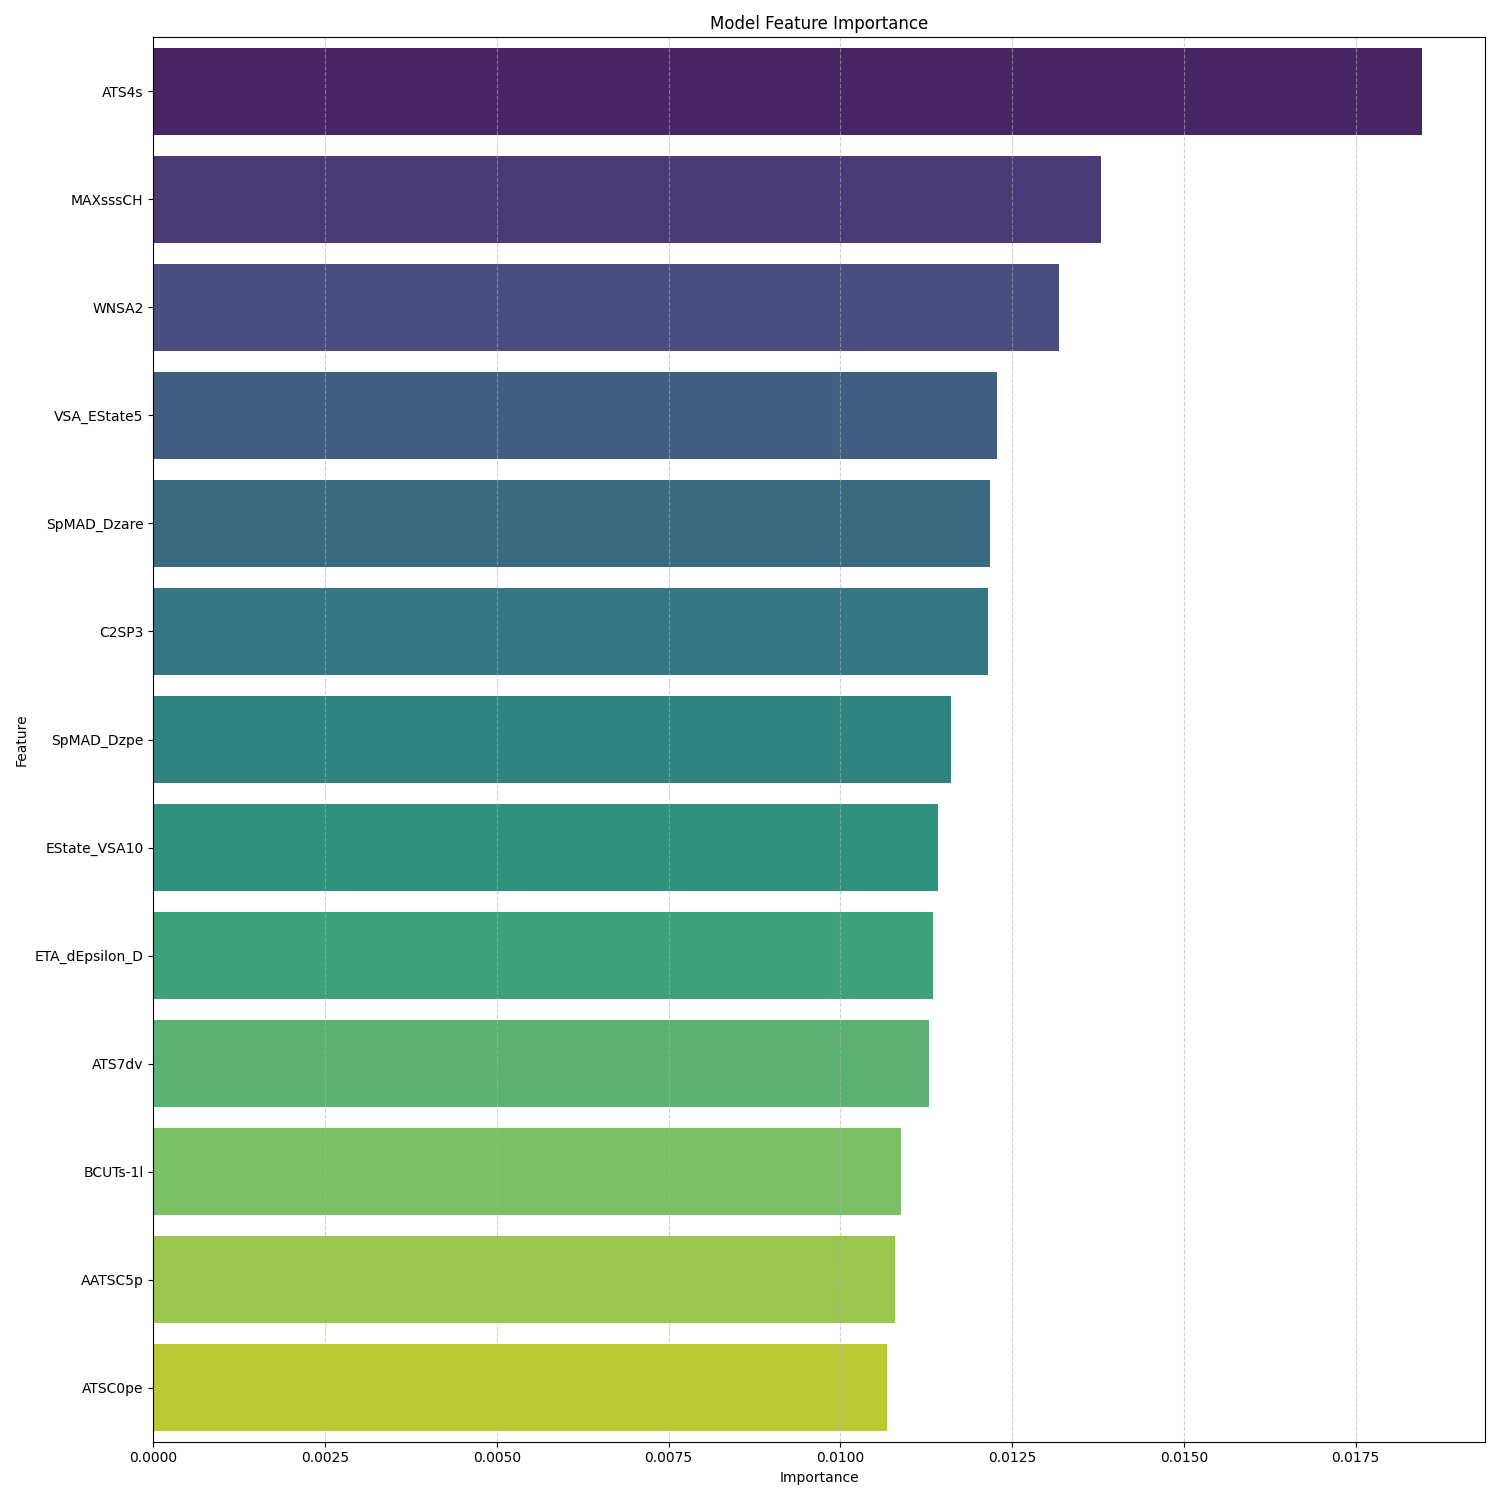 Model Feature Importance
ATS4s
MAXsssCH
WNSA2
VSA_EState5
SpMAD_Dzare
C2SP3
SpMAD_Dzpe
EState_VSA10
ETA_dEpsilon_D
ATS7dv
BCUTs-1l
AATSC5p
ATSC0pe
Feature
0.0000 0.0025 0.0050 0.0075 0.0100 0.0125 0.0150 0.0175
Importance